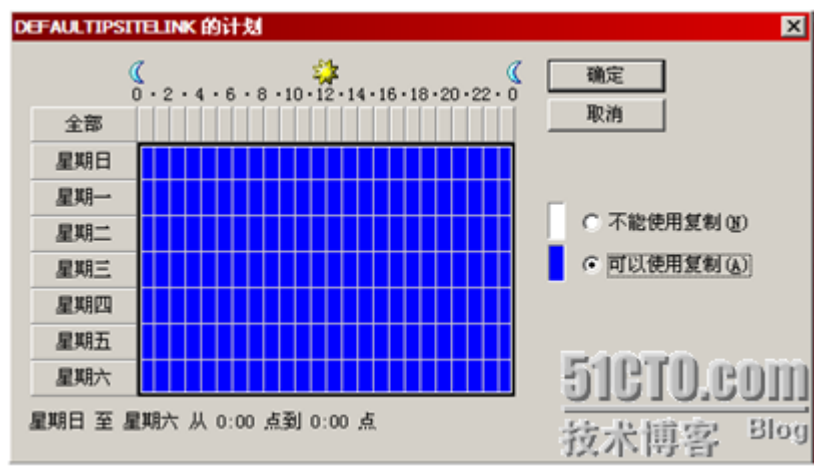 DEFAULTIPSITELINK 的计划
0 · 2 · 4 · 6 · 8 · 10 · 12 · 14 · 16 · 18 · 20 · 22 · 0
确定
取消
全部
星期日
星期一
星期二
星期三
星期四
星期五
星期六
不能使用复制(N)
可以使用复制(A)
星期日 至 星期六 从 0:00 点到 0:00 点
51CTO.com
技术博客 Blog